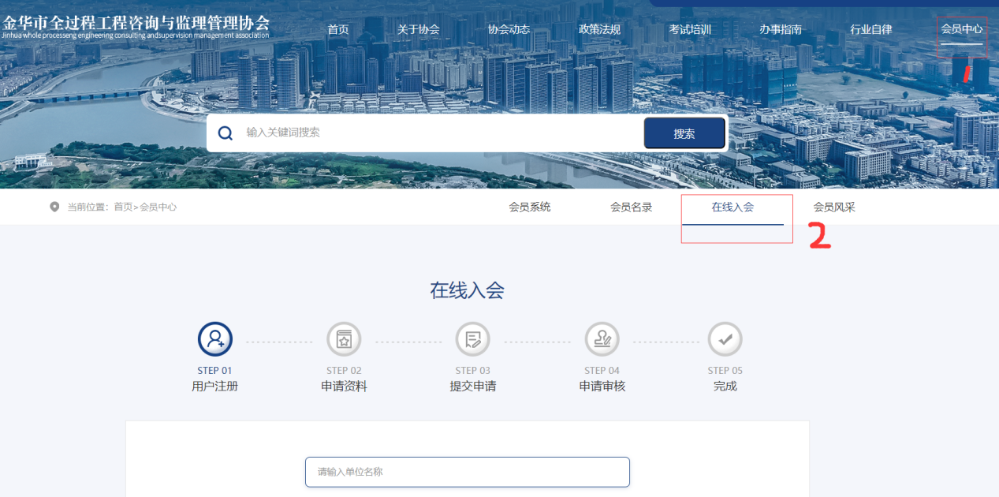 金华市全过程工程咨询与监理管理协会
Jinhua whole processeng engineering consulting andsupervision management association
首页 关于协会 协会动态 政策法规 考试培训 办事指南 行业自律 会员中心
1
输入关键词搜索 搜索
当前位置：首页>会员中心 会员系统 会员名录 在线入会 会员风采
2
在线入会
STEP 01 STEP 02 STEP 03 STEP 04 STEP 05
用户注册 申请资料 提交申请 申请审核 完成
请输入单位名称